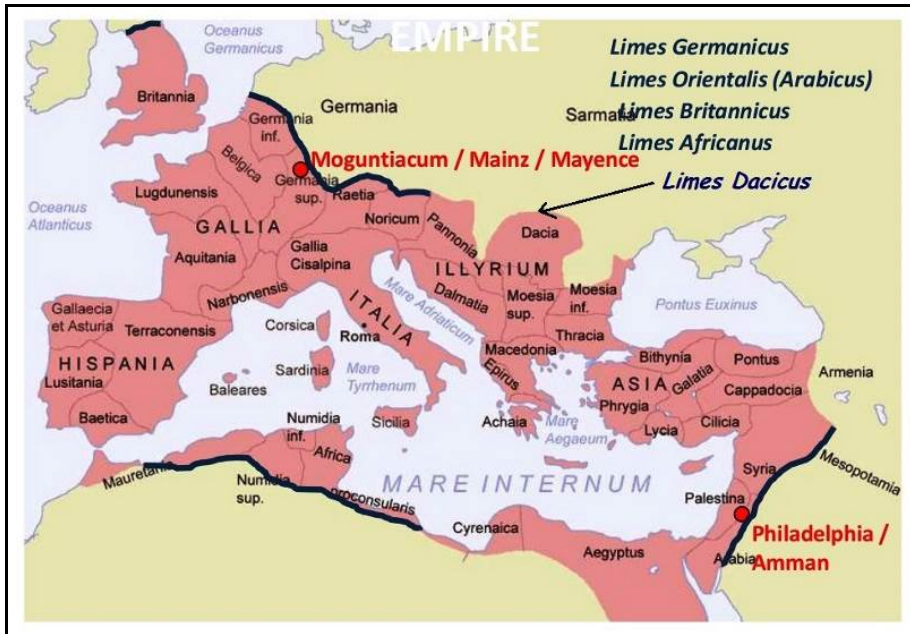 EMPIRE
Oceanus
Germanicus
Limes Germanicus
Limes Orientalis (Arabicus)
Limes Britannicus
Limes Africanus
Limes Dacicus
Britannia
Germania
Sarmatia
Germania
inf.
Belgica
Moguntiacum / Mainz / Mayence
Germania
sup.
Raetia
Lugdunensis
Noricum
Pannonia
Oceanus
Atlanticus
GALLIA
Gallia
Cisalpina
Dacia
Aquitania
ILLYRIUM
Narbonensis
Dalmatia
Moesia
sup.
Moesia
inf.
Pontus Euxinus
Gallaecia
et Asturia
Terraconensis
Corsica
ITALIA
Mare Adriaticum
Roma
Thracia
HISPANIA
Sardinia
Mare
Tyrrhenum
Macedonia
Epirus
Bithynia
Pontus
Armenia
Lusitania
Baleares
ASIA
Galatia
Cappadocia
Phrygia
Baetica
Numidia
inf.
Sicilia
Achaia
Mare
Aegaeum
Lycia
Cilicia
Africa
Mauretania
Numidia
sup.
proconsularis
MARE INTERNUM
Syria
Mesopotamia
Palestina
Cyrenaica
Aegyptus
Arabia
Philadelphia /
Amman